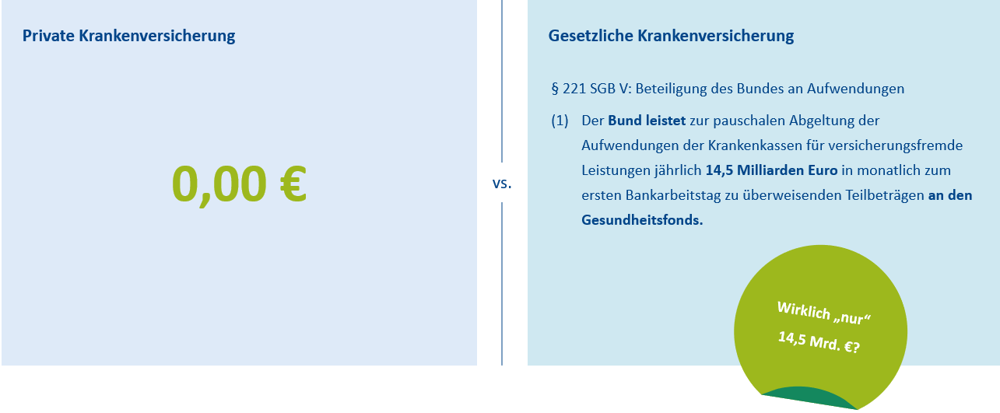 Private Krankenversicherung
0,00 €
vs.
Gesetzliche Krankenversicherung
§ 221 SGB V: Beteiligung des Bundes an Aufwendungen
(1) Der Bund leistet zur pauschalen Abgeltung der
Aufwendungen der Krankenkassen für versicherungsfremde
Leistungen jährlich 14,5 Milliarden Euro in monatlich zum
ersten Bankarbeitstag zu überweisenden Teilbeträgen an den
Gesundheitsfonds.
Wirklich „nur“
14,5 Mrd. €?